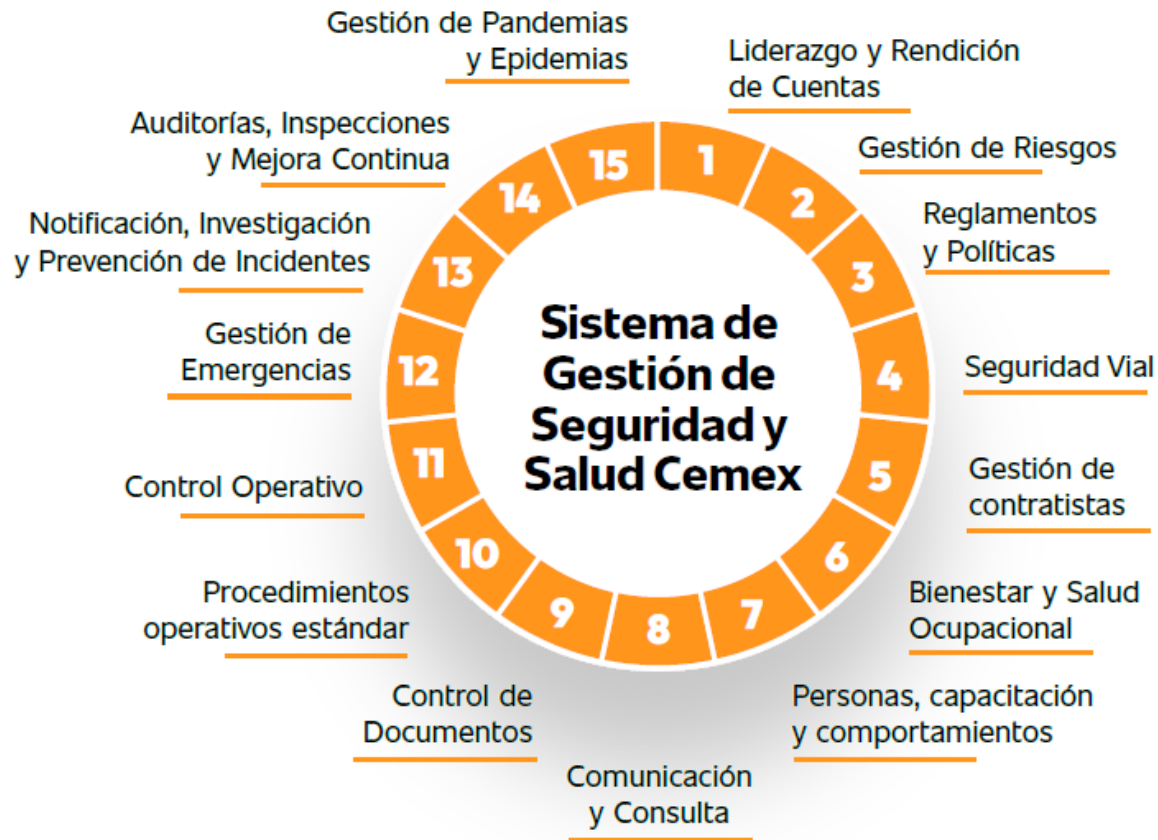 Gestión de Pandemias
y Epidemias
Liderazgo y Rendición
de Cuentas
Auditorías, Inspecciones
y Mejora Continua
Gestión de Riesgos
Notificación, Investigación
y Prevención de Incidentes
Reglamentos
y Políticas
Gestión de
Emergencias
Seguridad Vial
Control Operativo
Gestión de
contratistas
Procedimientos
operativos estándar
Bienestar y Salud
Ocupacional
Control de
Documentos
Personas, capacitación
y comportamientos
Comunicación
y Consulta
1
2
3
4
5
6
7
8
9
10
11
12
13
14
15
Sistema de
Gestión de
Seguridad y
Salud Cemex